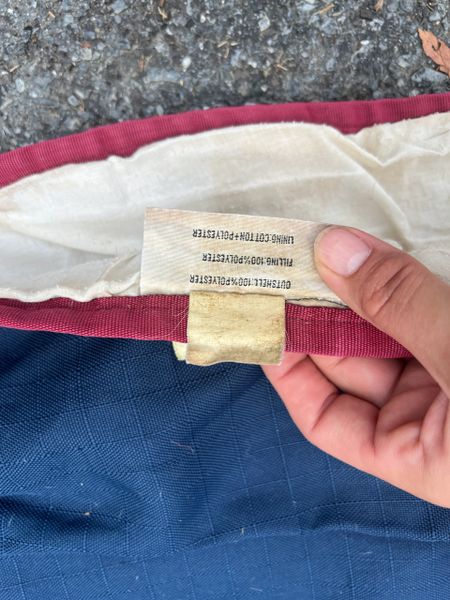 OUTSHELL:100%POLYESTER
FILLING:100%POLYESTER
LINING:COTTON+POLYESTER